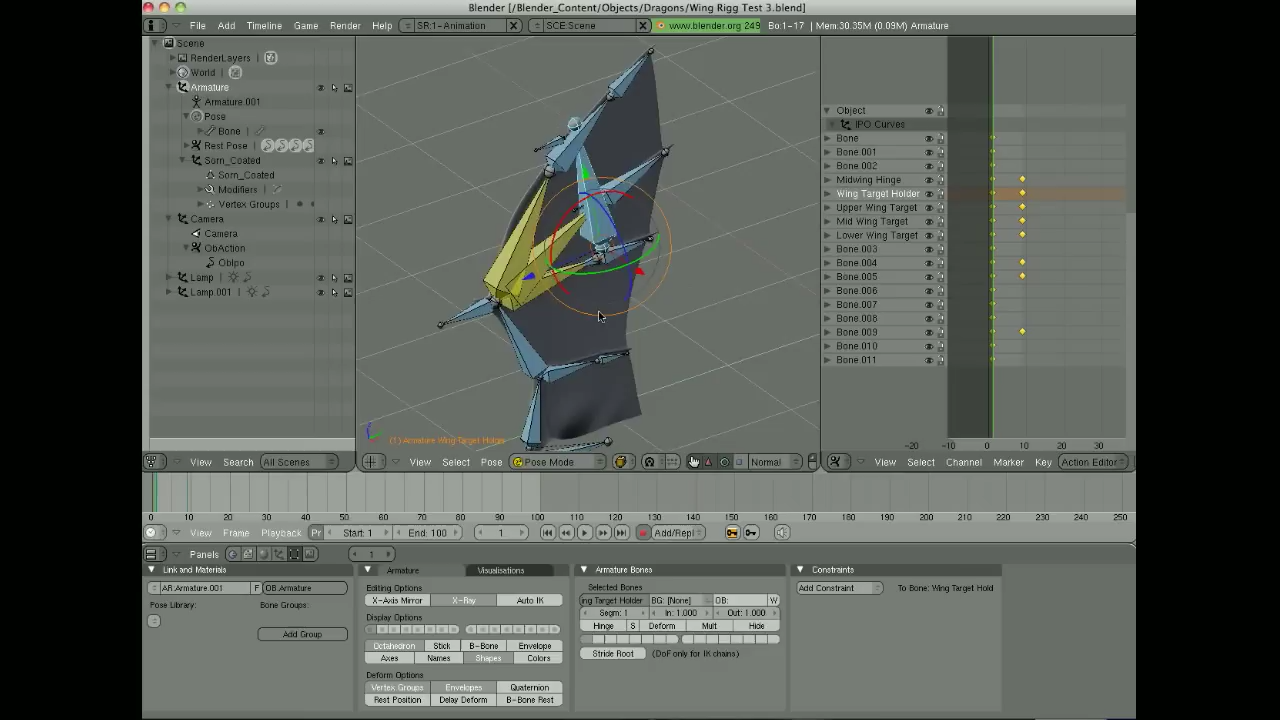 Blender [/Blender_Content/Objects/Dragons/Wing Rigg Test 3.blend]
File Add Timeline Game Render Help SR:1-Animation SCE:Scene www.blender.org 249 Bo:1-17 | Mem:30.35M (0.09M) Armature
Scene
RenderLayers
World
Armature
Armature.001
Pose
Bone
Rest Pose
Sorn_Coated
Sorn_Coated
Modifiers
Vertex Groups
Camera
Camera
ObAction
ObIpo
Lamp
Lamp.001
View Search All Scenes
(1) Armature Wing Target Holder
View Select Pose Pose Mode Normal
Object
IPO Curves
Bone
Bone.001
Bone.002
Midwing Hinge
Wing Target Holder
Upper Wing Target
Mid Wing Target
Lower Wing Target
Bone.003
Bone.004
Bone.005
Bone.006
Bone.007
Bone.008
Bone.009
Bone.010
Bone.011
-20 -10 0 10 20 30
View Select Channel Marker Key Action Editor
0 10 20 30 40 50 60 70 80 90 100 110 120 130 140 150 160 170 180 190 200 210 220 230 240 250
View Frame Playback Pr Start: 1 End: 100 1 Add/Repl
Panels 1
Link and Materials
AR:Armature.001 F OB:Armature
Pose Library: Bone Groups:
Add Group
Armature Visualisations
Editing Options
X-Axis Mirror X-Ray Auto IK
Display Options
Octahedron Stick B-Bone Envelope
Axes Names Shapes Colors
Deform Options
Vertex Groups Envelopes Quaternion
Rest Position Delay Deform B-Bone Rest
Armature Bones
Selected Bones
ing Target Holder BG: [None] OB: W
Segm: 1 In: 1.000 Out: 1.000
Hinge S Deform Mult Hide
Stride Root (DoF only for IK chains)
Constraints
Add Constraint To Bone: Wing Target Hold